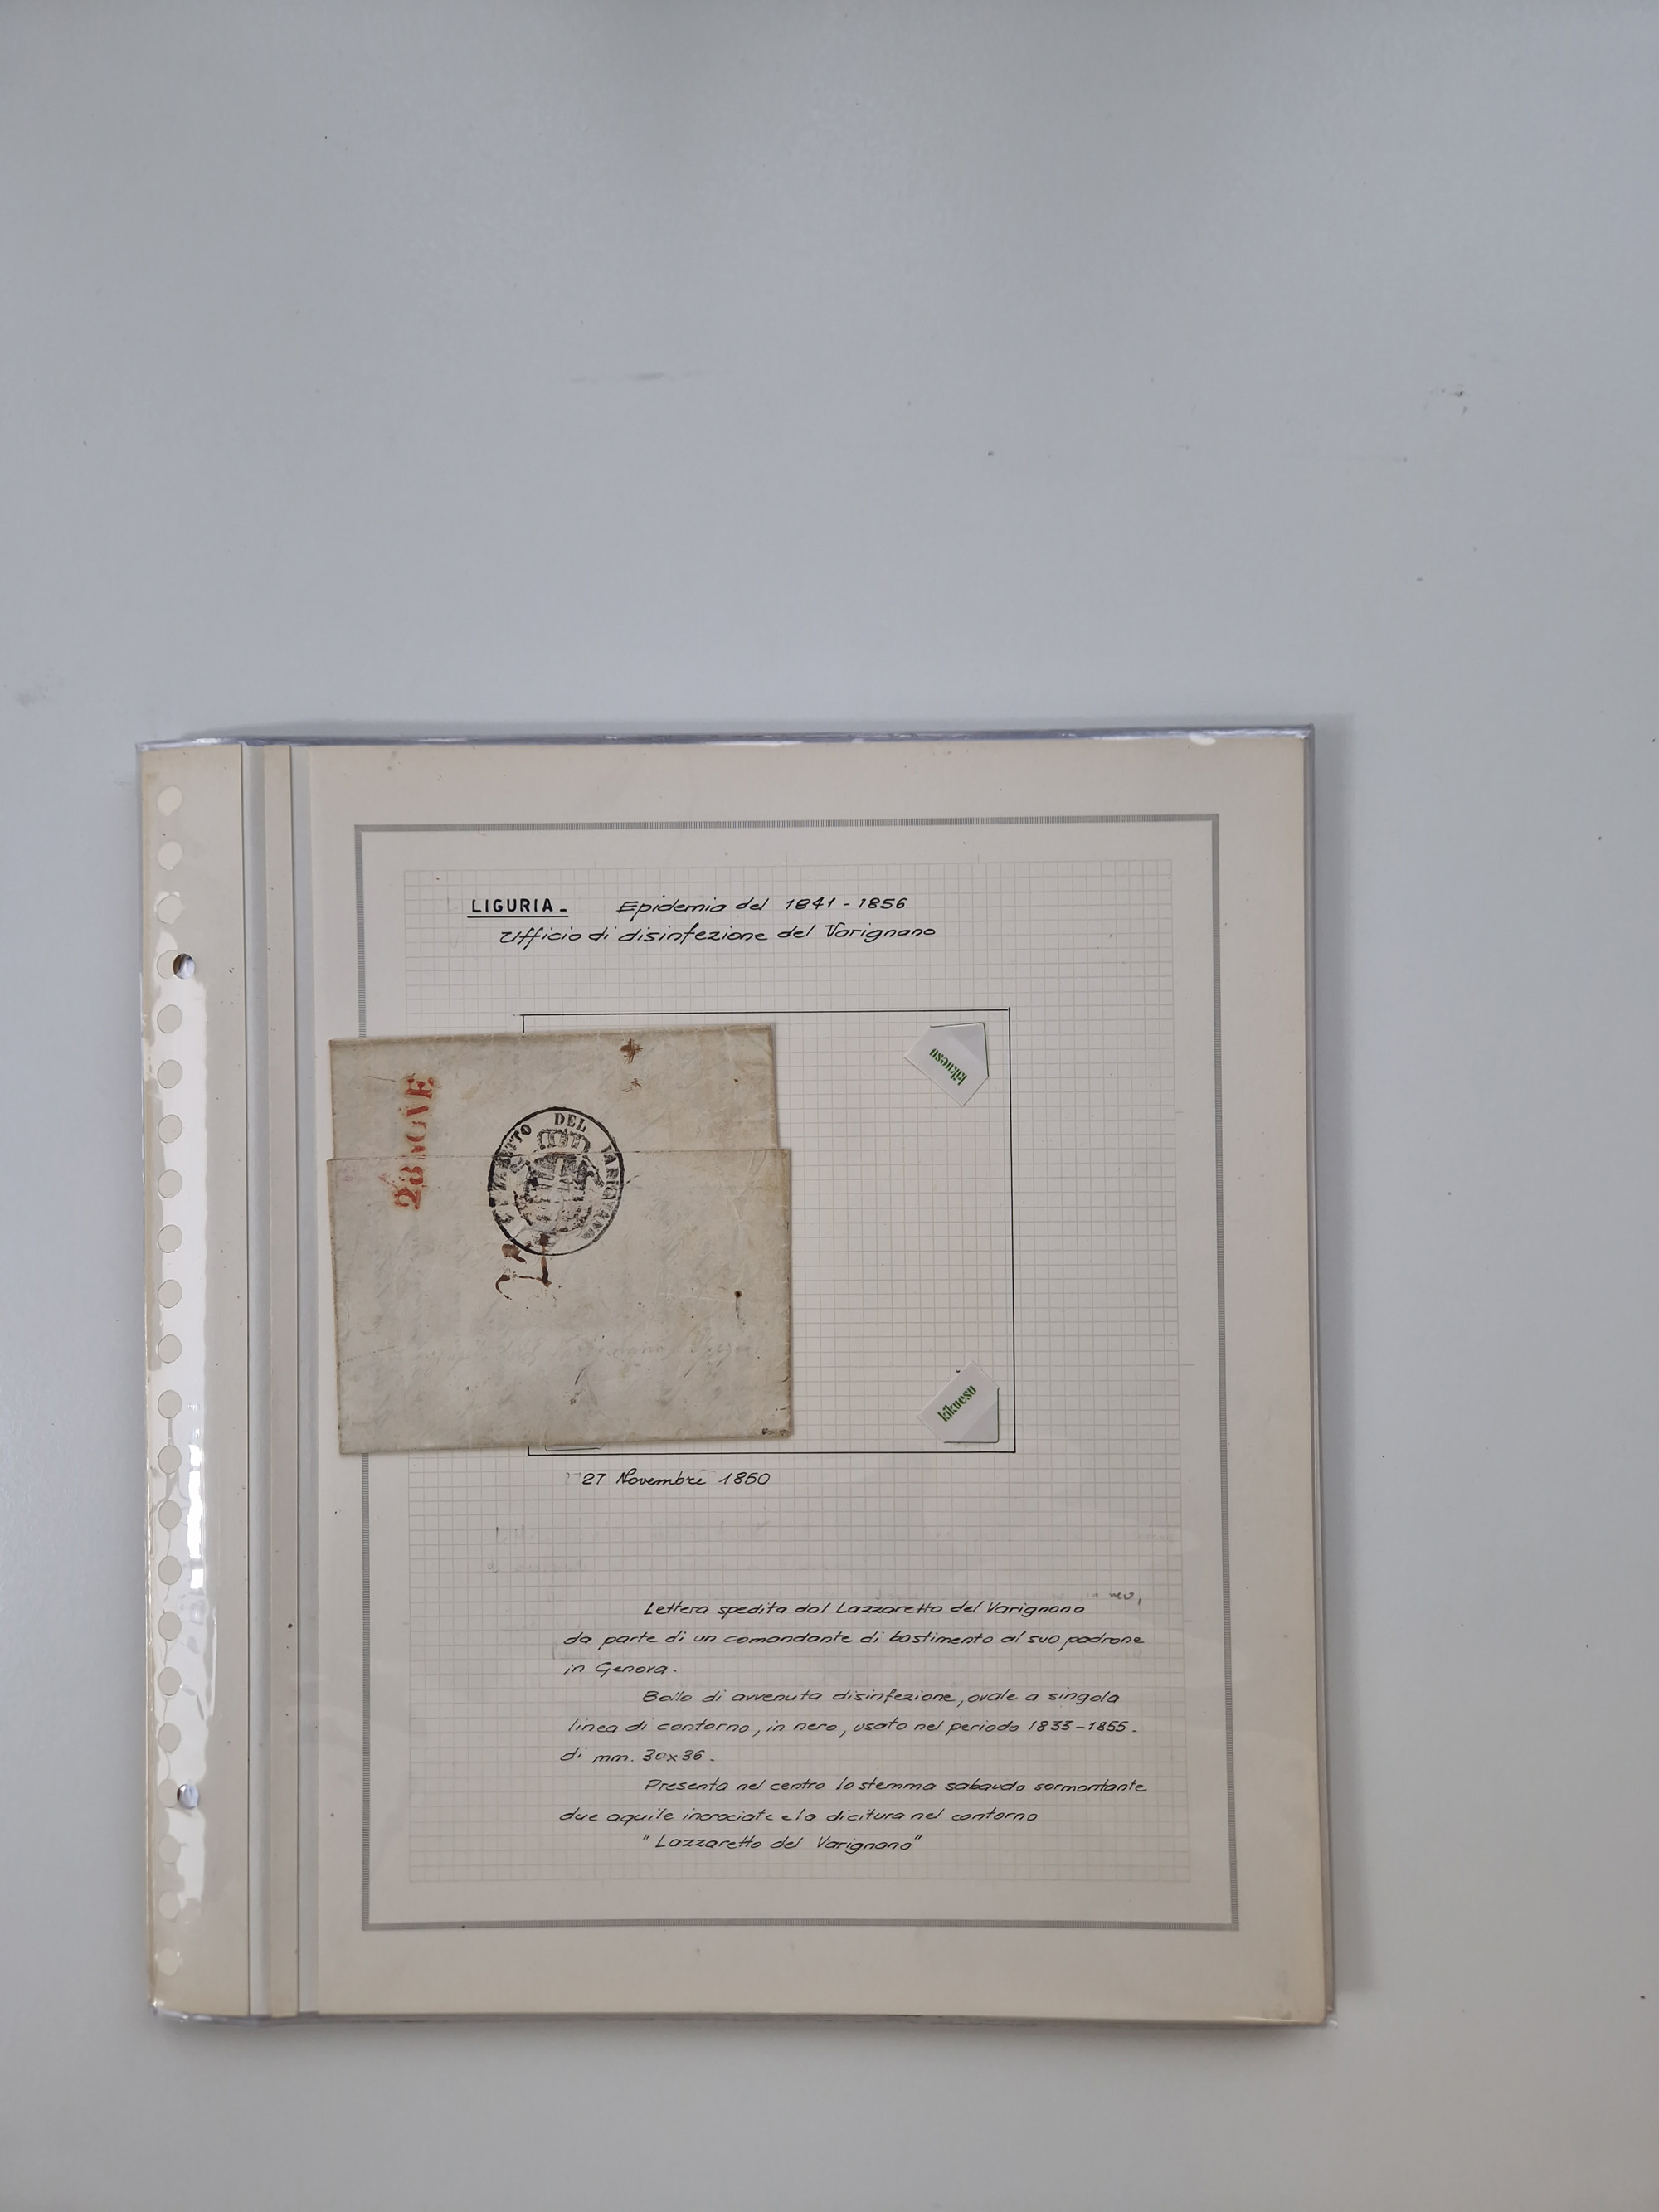 LIGURIA - Epidemia del 1841 - 1856
Ufficio di disinfezione del Varignano
kikueso
23 NOVE
LAZZARETTO DEL VARIGNANO
kikueso
27 Novembre 1850
Lettera spedita dal Lazzaretto del Varignano
da parte di un comandante di bastimento al suo padrone
in Genova.
Bollo di avvenuta disinfezione, ovale a singola
linea di contorno, in nero, usato nel periodo 1833-1855.
di mm. 30x36.
Presenta nel centro lo stemma sabaudo sormontante
due aquile incrociate e la dicitura nel contorno
"Lazzaretto del Varignano"